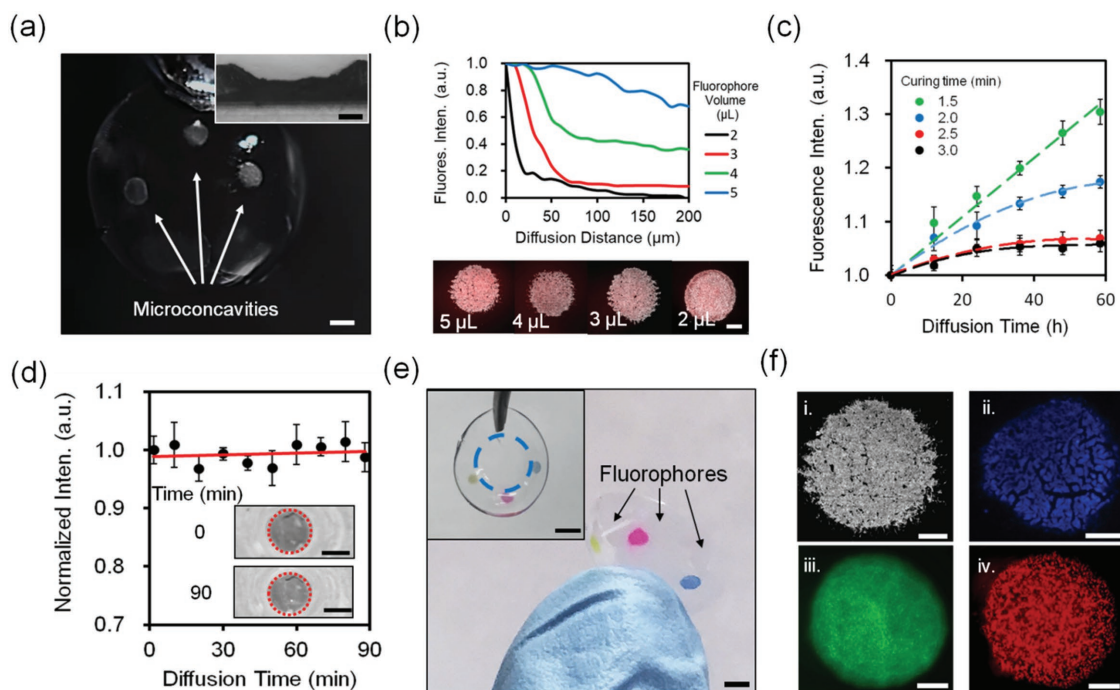 (a)
Microconcavities
(b)
Fluores. Inten. (a.u.)
1.0
0.8
0.6
0.4
0.2
0.0
0
50
100
150
200
Diffusion Distance (µm)
Fluorophore
Volume
(µL)
2
3
4
5
5 µL
4 µL
3 µL
2 µL
(c)
Fuorescence Inten. (a.u.)
1.4
1.3
1.2
1.1
1.0
Curing time (min)
1.5
2.0
2.5
3.0
0
20
40
60
Diffusion Time (h)
(d)
Normalized Inten. (a.u.)
1.1
1.0
0.9
0.8
0.7
Time (min)
0
90
0
30
60
90
Diffusion Time (min)
(e)
Fluorophores
(f)
i.
ii.
iii.
iv.